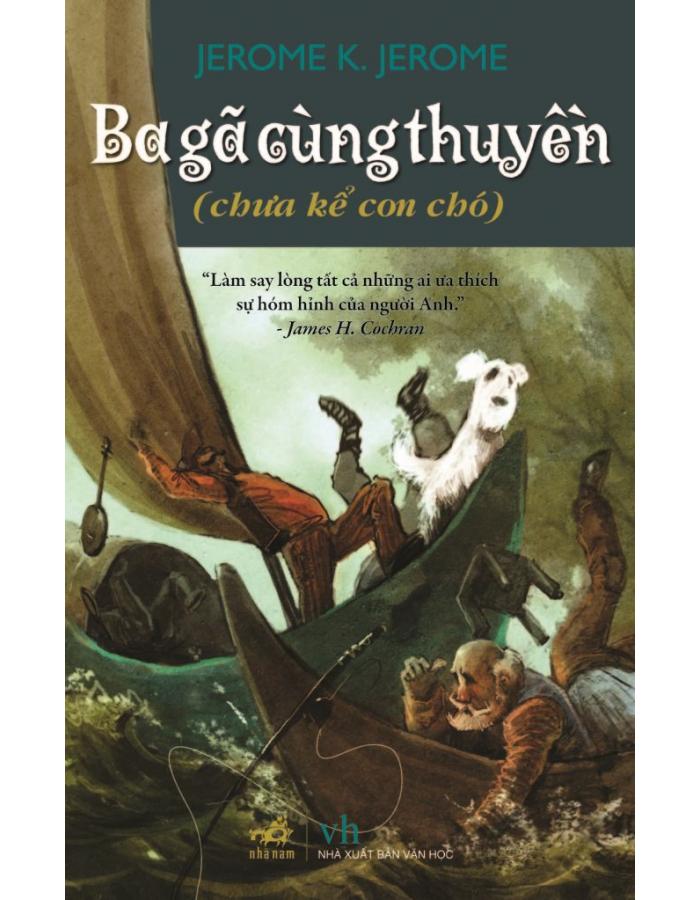 JEROME K. JEROME
Ba gã cùng thuyền
(chưa kể con chó)
“Làm say lòng tất cả những ai ưa thích
sự hóm hỉnh của người Anh.”
- James H. Cochran
nhã nam
vh
NHÀ XUẤT BẢN VĂN HỌC